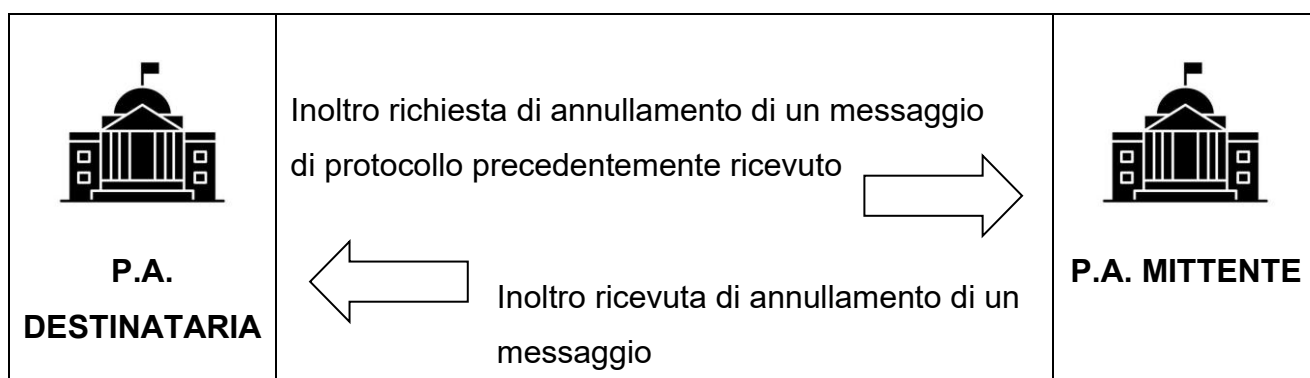 P.A.
DESTINATARIA
Inoltro richiesta di annullamento di un messaggio
di protocollo precedentemente ricevuto
Inoltro ricevuta di annullamento di un
messaggio
P.A. MITTENTE